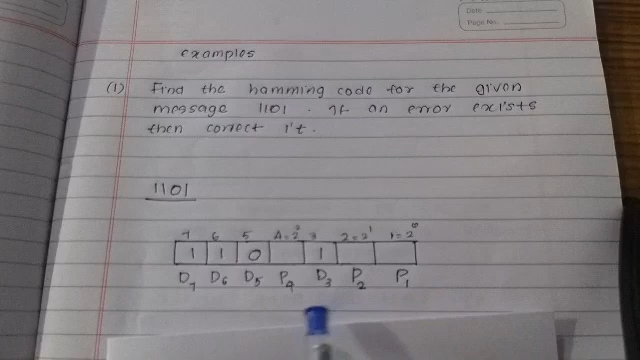 Date
Page No.
examples
(1) Find the hamming code for the given
message 1101 . If an error exists
then correct it.
1101
7 6 5 4=2² 3 2=2¹ 1=2⁰
1 1 0 1
D₇ D₆ D₅ P₄ D₃ P₂ P₁